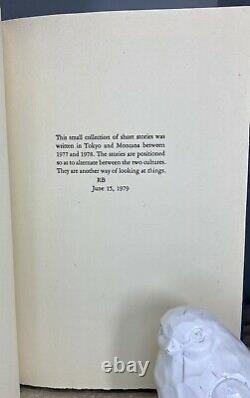 This small collection of short stories was
written in Tokyo and Montana between
1977 and 1978. The stories are positioned
so as to alternate between the two cultures.
They are another way of looking at things.
RB
June 15, 1979
© thebay.com